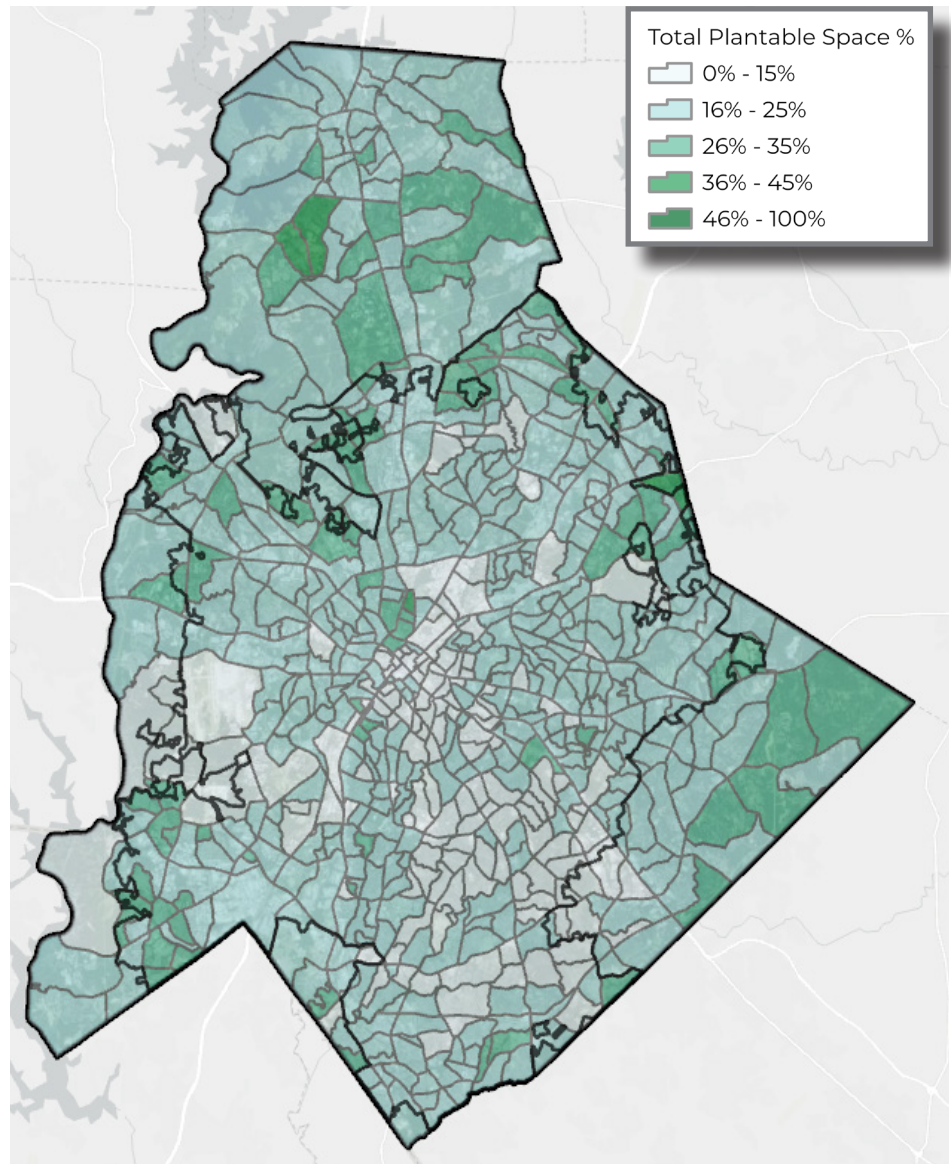 Total Plantable Space %
0% - 15%
16% - 25%
26% - 35%
36% - 45%
46% - 100%